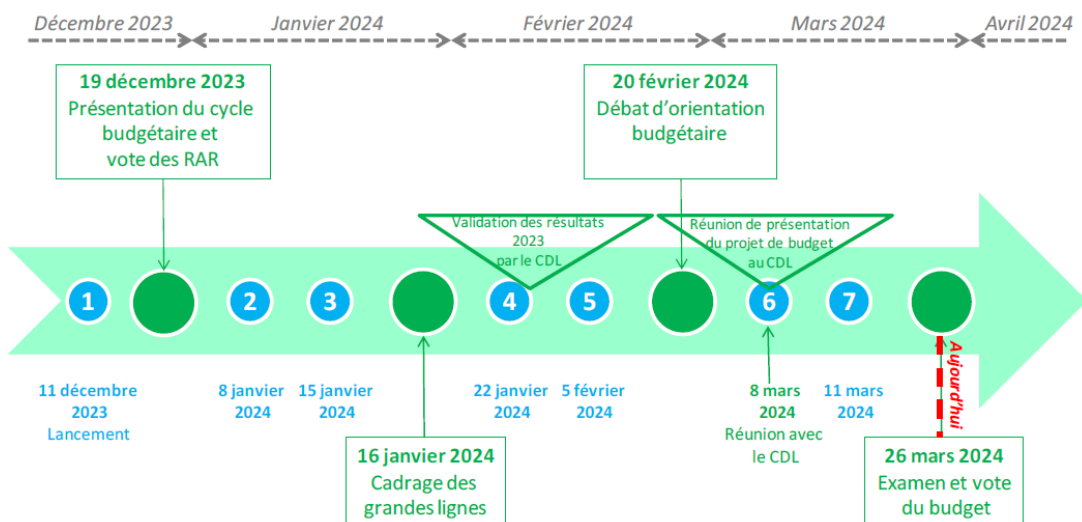 Décembre 2023
Janvier 2024
Février 2024
Mars 2024
Avril 2024
19 décembre 2023
Présentation du cycle
budgétaire et
vote des RAR
20 février 2024
Débat d'orientation
budgétaire
Validation des résultats
2023
par le CDL
Réunion de présentation
du projet de budget
au CDL
1
2
3
4
5
6
7
Aujourd'hui
11 décembre
2023
Lancement
8 janvier
2024
15 janvier
2024
22 janvier
2024
5 février
2024
8 mars
2024
Réunion avec
le CDL
11 mars
2024
16 janvier 2024
Cadrage des
grandes lignes
26 mars 2024
Examen et vote
du budget